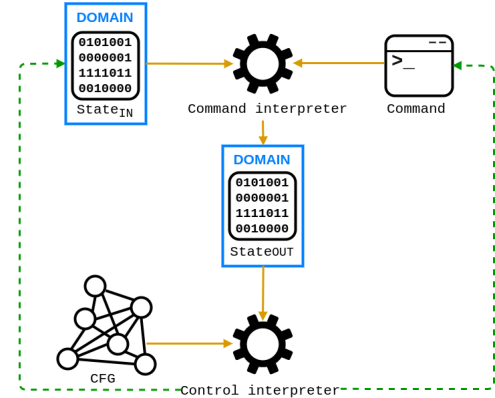 DOMAIN
0101001
0000001
1111011
0010000
StateIN
>_
Command interpreter
Command
DOMAIN
0101001
0000001
1111011
0010000
StateOUT
CFG
Control interpreter